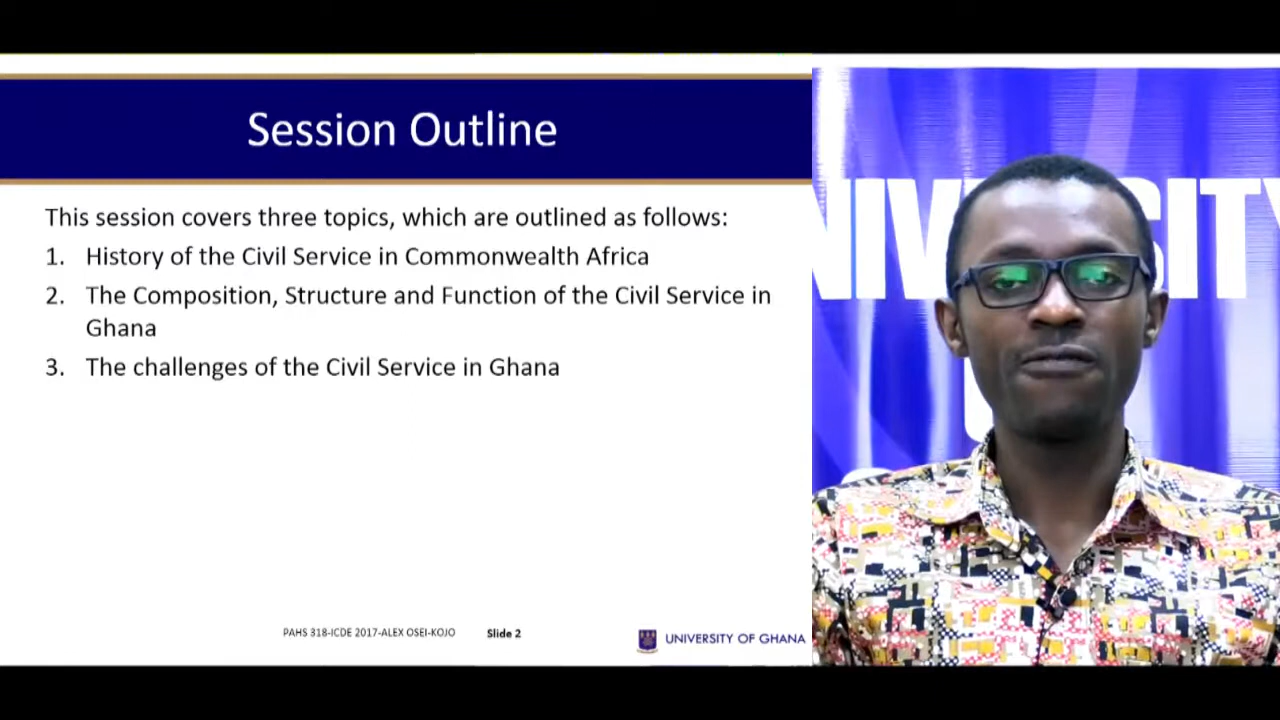 Session Outline
This session covers three topics, which are outlined as follows:
1. History of the Civil Service in Commonwealth Africa
2. The Composition, Structure and Function of the Civil Service in
Ghana
3. The challenges of the Civil Service in Ghana
PAHS 318-ICDE 2017-ALEX OSEI-KOJO
Slide 2
UNIVERSITY OF GHANA